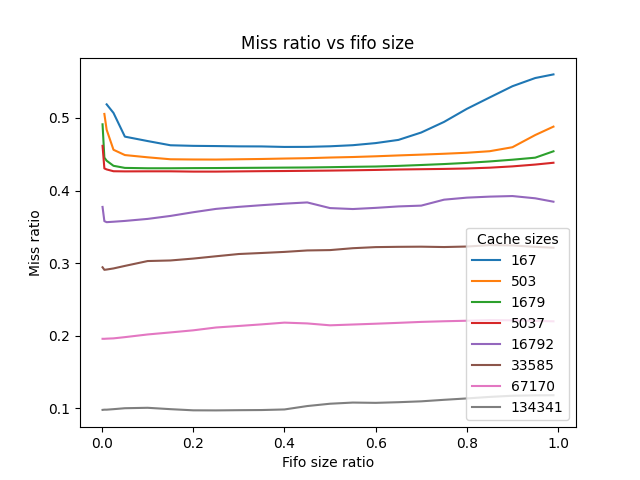 Miss ratio vs fifo size
Miss ratio
0.5
0.4
0.3
0.2
0.1
Cache sizes
167
503
1679
5037
16792
33585
67170
134341
0.0 0.2 0.4 0.6 0.8 1.0
Fifo size ratio